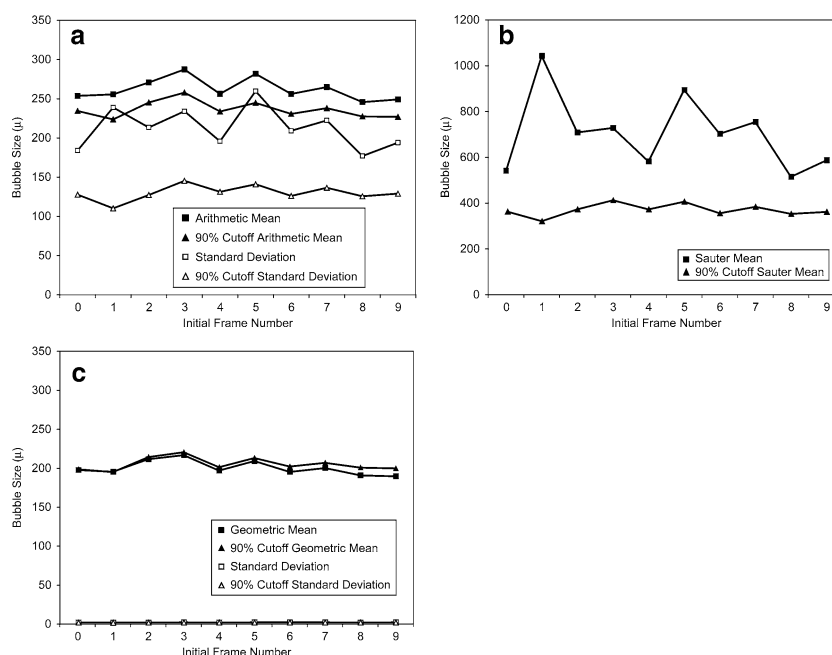 a
350
300
250
200
150
100
50
0
Bubble Size (µ)
Arithmetic Mean
90% Cutoff Arithmetic Mean
Standard Deviation
90% Cutoff Standard Deviation
0 1 2 3 4 5 6 7 8 9
Initial Frame Number
b
1200
1000
800
600
400
200
0
Bubble Size (µ)
Sauter Mean
90% Cutoff Sauter Mean
0 1 2 3 4 5 6 7 8 9
Initial Frame Number
c
350
300
250
200
150
100
50
0
Bubble Size (µ)
Geometric Mean
90% Cutoff Geometric Mean
Standard Deviation
90% Cutoff Standard Deviation
0 1 2 3 4 5 6 7 8 9
Initial Frame Number